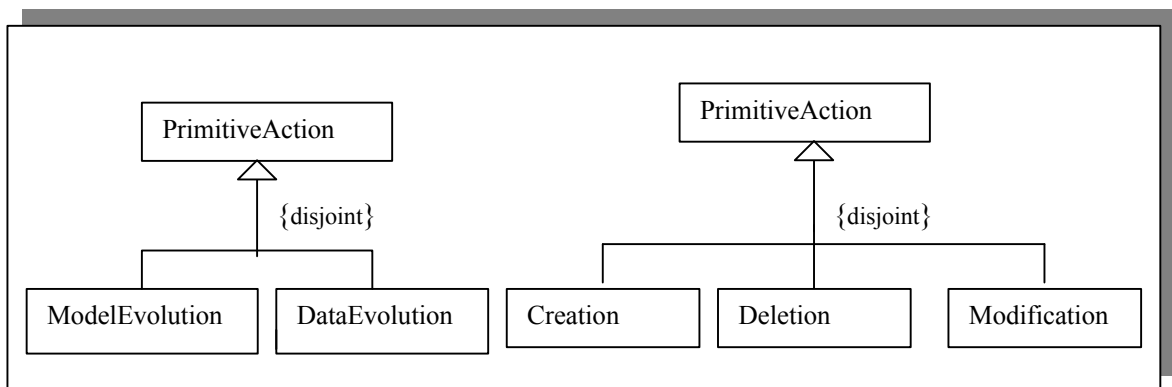 PrimitiveAction
{disjoint}
ModelEvolution
DataEvolution
PrimitiveAction
{disjoint}
Creation
Deletion
Modification